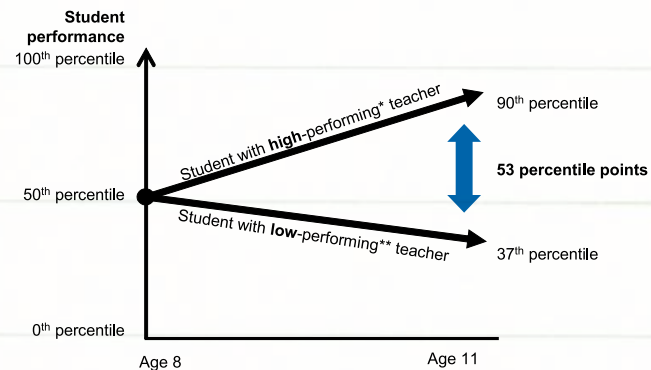 Student
performance
100th percentile
Student with high-performing* teacher
90th percentile
53 percentile points
50th percentile
Student with low-performing** teacher
37th percentile
0th percentile
Age 8
Age 11